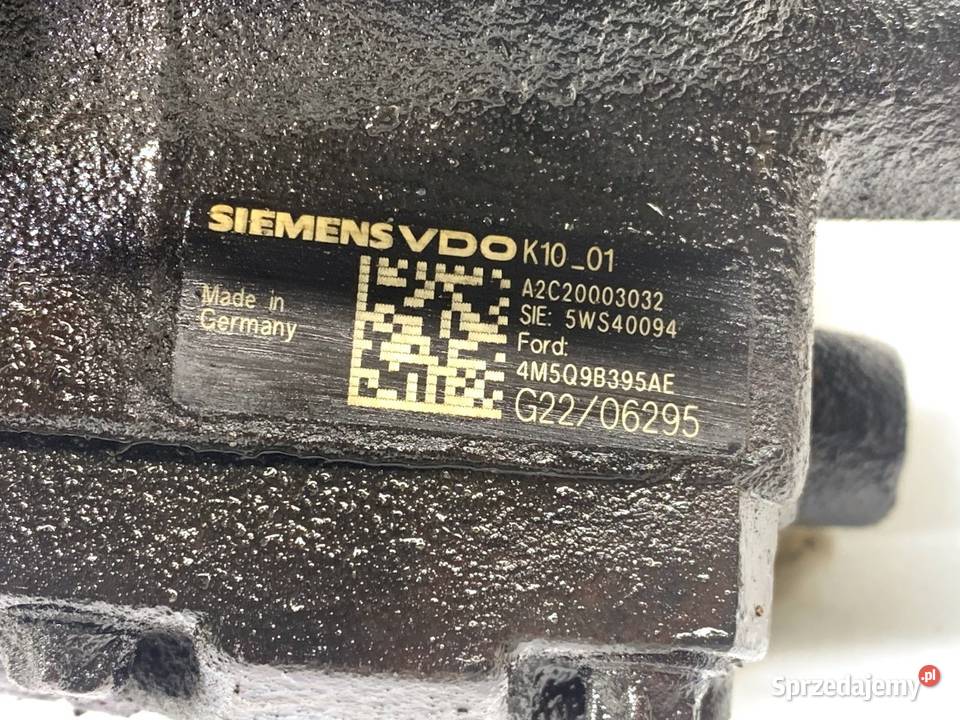 SIEMENS VDO K10_01
A2C20003032
SIE: 5WS40094
Made in
Germany
Ford:
4M5Q9B395AE
G22/06295
Sprzedajemy.pl